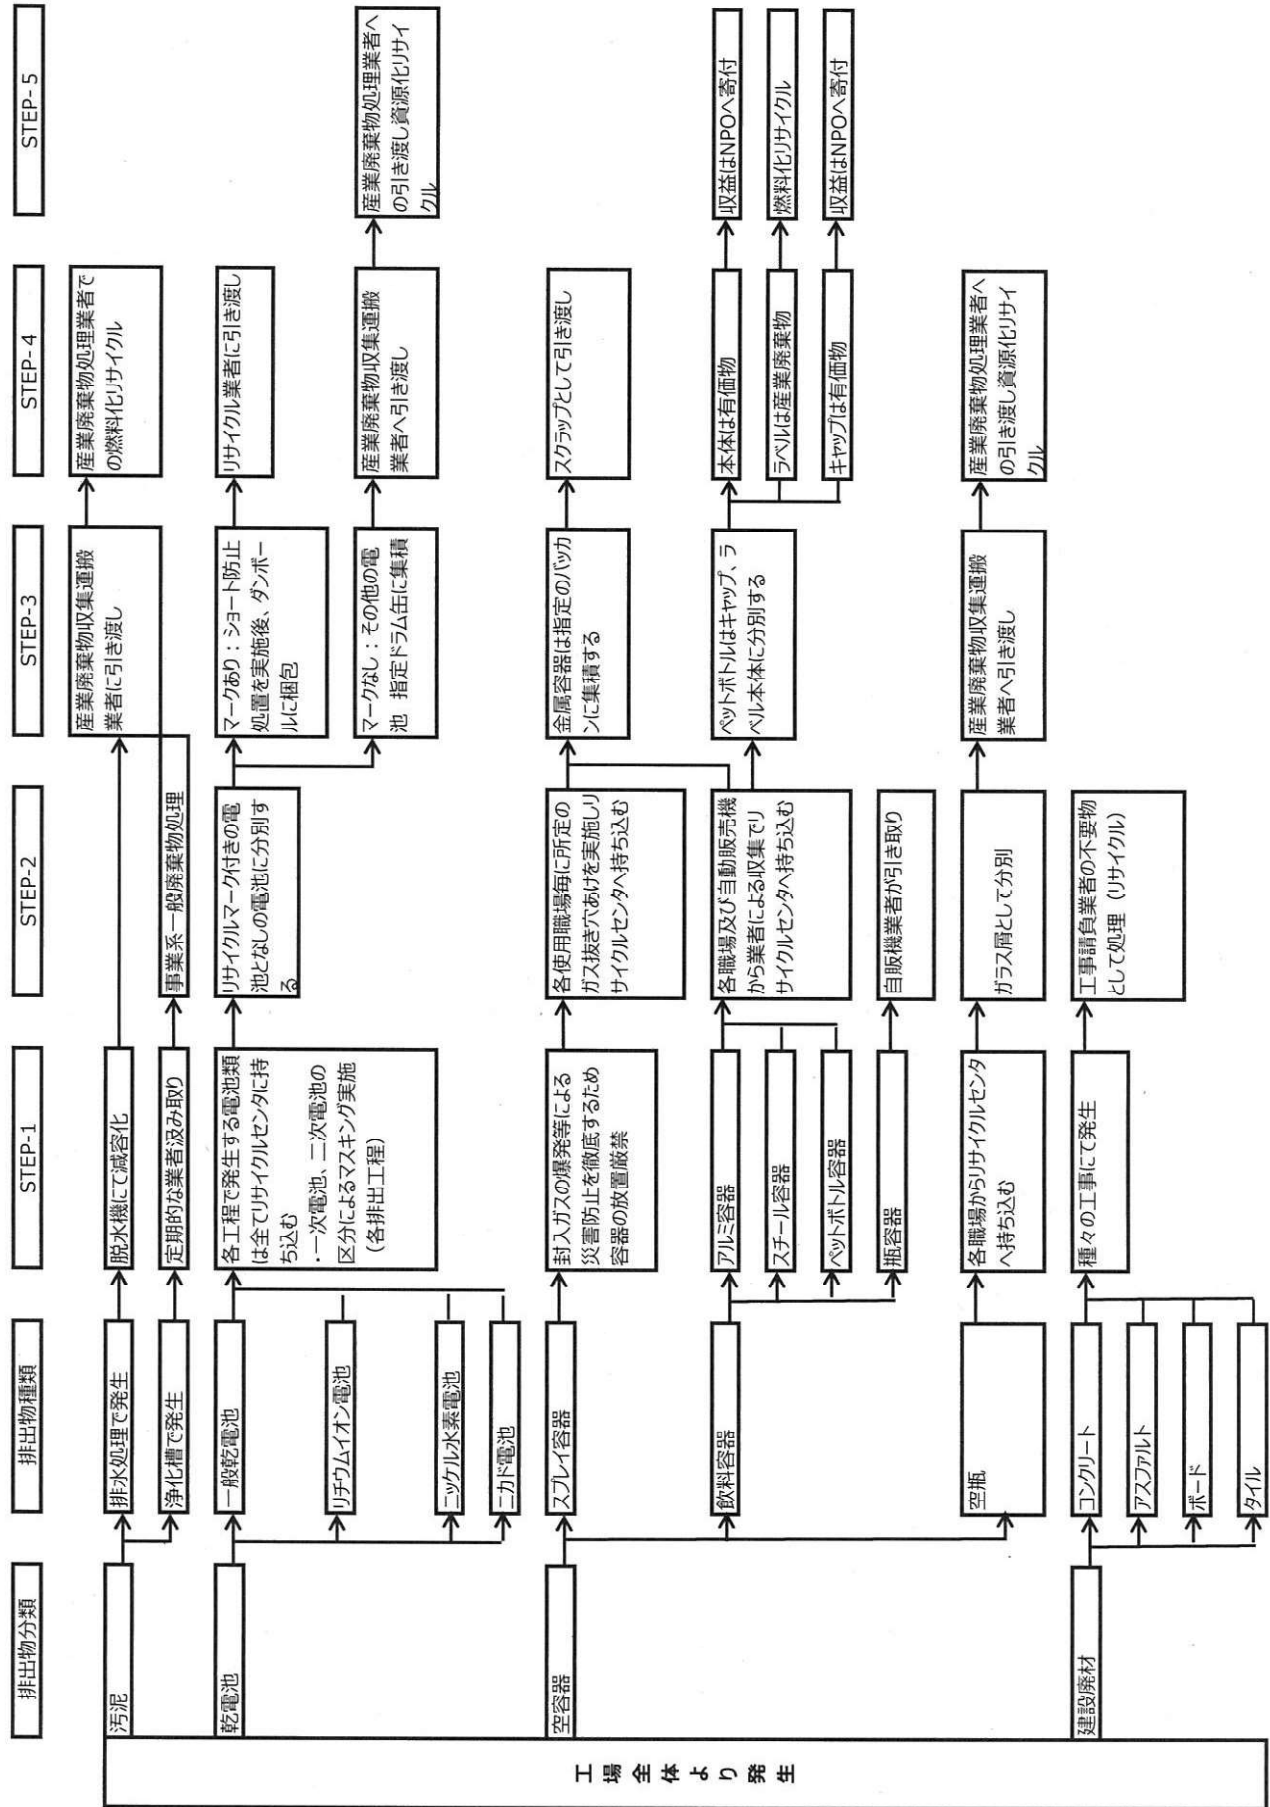 排出物分類
排出物種類
STEP-1
STEP-2
STEP-3
STEP-4
STEP-5
工場全体より発生
汚泥
排水処理で発生
脱水機にて減容化
産業廃棄物収集運搬
業者に引き渡し
産業廃棄物処理業者で
の燃料化リサイクル
浄化槽で発生
定期的な業者汲み取り
事業系一般廃棄物処理
乾電池
一般乾電池
リチウムイオン電池
ニッケル水素電池
ニカド電池
各工程で発生する電池類
は全てリサイクルセンタに持
ち込む
・一次電池、二次電池の
区分によるマスキング実施
(各排出工程)
リサイクルマーク付きの電
池となしの電池に分別す
る
マークあり:ショート防止
処置を実施後、ダンボー
ルに梱包
リサイクル業者に引き渡し
マークなし:その他の電
池 指定ドラム缶に集積
産業廃棄物収集運搬
業者へ引き渡し
産業廃棄物処理業者へ
の引き渡し資源化リサイ
クル
空容器
スプレイ容器
封入ガスの爆発等による
災害防止を徹底するため
容器の放置厳禁
各使用職場毎に所定の
ガス抜き穴あけを実施しリ
サイクルセンタへ持ち込む
金属容器は指定のバッカ
ンに集積する
スクラップとして引き渡し
飲料容器
アルミ容器
スチール容器
ペットボトル容器
瓶容器
各職場及び自動販売機
から業者による収集でリ
サイクルセンタへ持ち込む
自販機業者が引き取り
ペットボトルはキャップ、ラ
ベル本体に分別する
本体は有価物
収益はNPOへ寄付
ラベルは産業廃棄物
燃料化リサイクル
キャップは有価物
収益はNPOへ寄付
空瓶
各職場からリサイクルセンタ
へ持ち込む
ガラス屑として分別
産業廃棄物収集運搬
業者へ引き渡し
産業廃棄物処理業者へ
の引き渡し資源化リサイ
クル
建設廃材
コンクリート
アスファルト
ボード
タイル
種々の工事にて発生
工事請負業者の不要物
として処理(リサイクル)